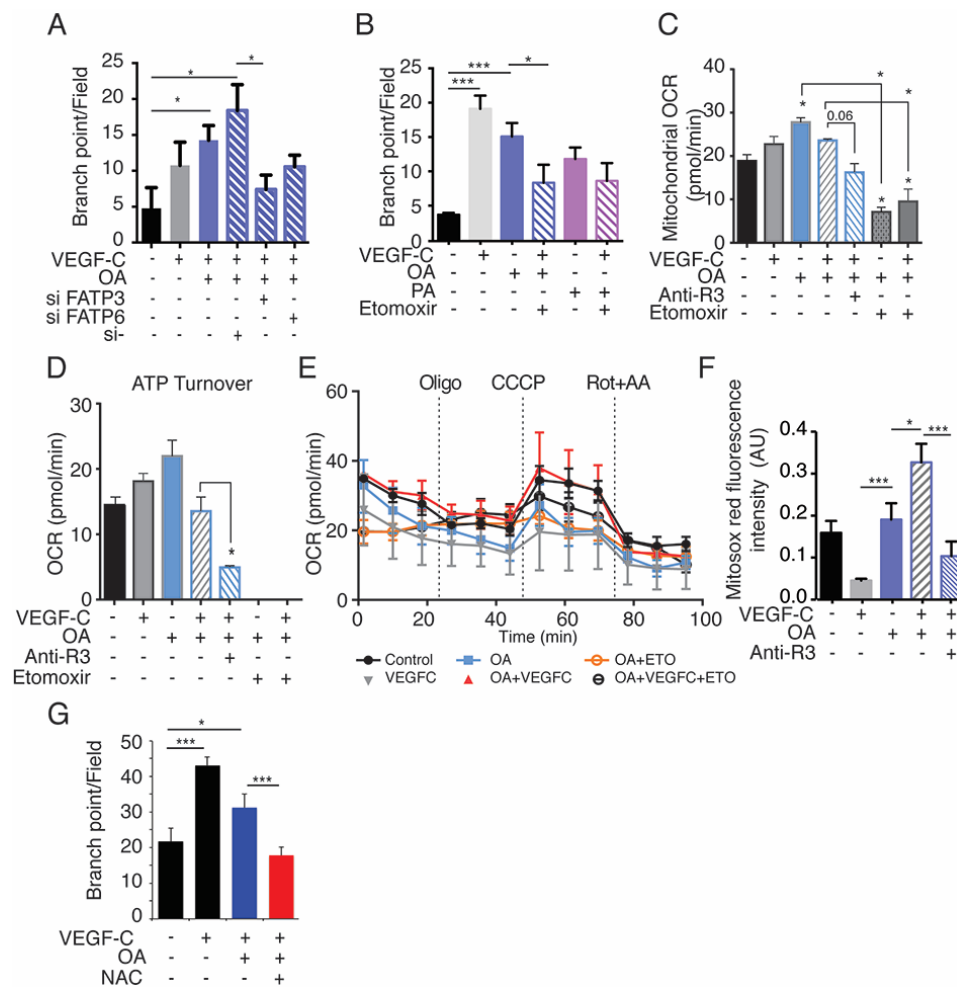 A
Branch point/Field
25
20
15
10
5
0
*
*
*
VEGF-C - + + + + +
OA - - + + + +
si FATP3 - - - - + -
si FATP6 - - - - - +
si- - - - + - -
B
Branch point/Field
25
20
15
10
5
0
***
***
*
VEGF-C - + - + - +
OA - - + + - -
PA - - - - + +
Etomoxir - - - + - +
C
Mitochondrial OCR
(pmol/min)
40
30
20
10
0
*
*
*
0.06
*
*
VEGF-C - + - + + - +
OA - - + + + + +
Anti-R3 - - - - + - -
Etomoxir - - - - - + +
D
ATP Turnover
OCR (pmol/min)
30
20
10
0
*
VEGF-C - + - + + - +
OA - - + + + + +
Anti-R3 - - - - + - -
Etomoxir - - - - - + +
E
Oligo CCCP Rot+AA
OCR (pmol/min)
60
40
20
0
0 20 40 60 80 100
Time (min)
Control OA OA+ETO
VEGFC OA+VEGFC OA+VEGFC+ETO
F
Mitosox red fluorescence
intensity (AU)
0.4
0.3
0.2
0.1
0.0
***
*
***
VEGF-C - + - + +
OA - - + + +
Anti-R3 - - - - +
G
Branch point/Field
50
40
30
20
10
0
*
***
***
VEGF-C - + + +
OA - - + +
NAC - - - +